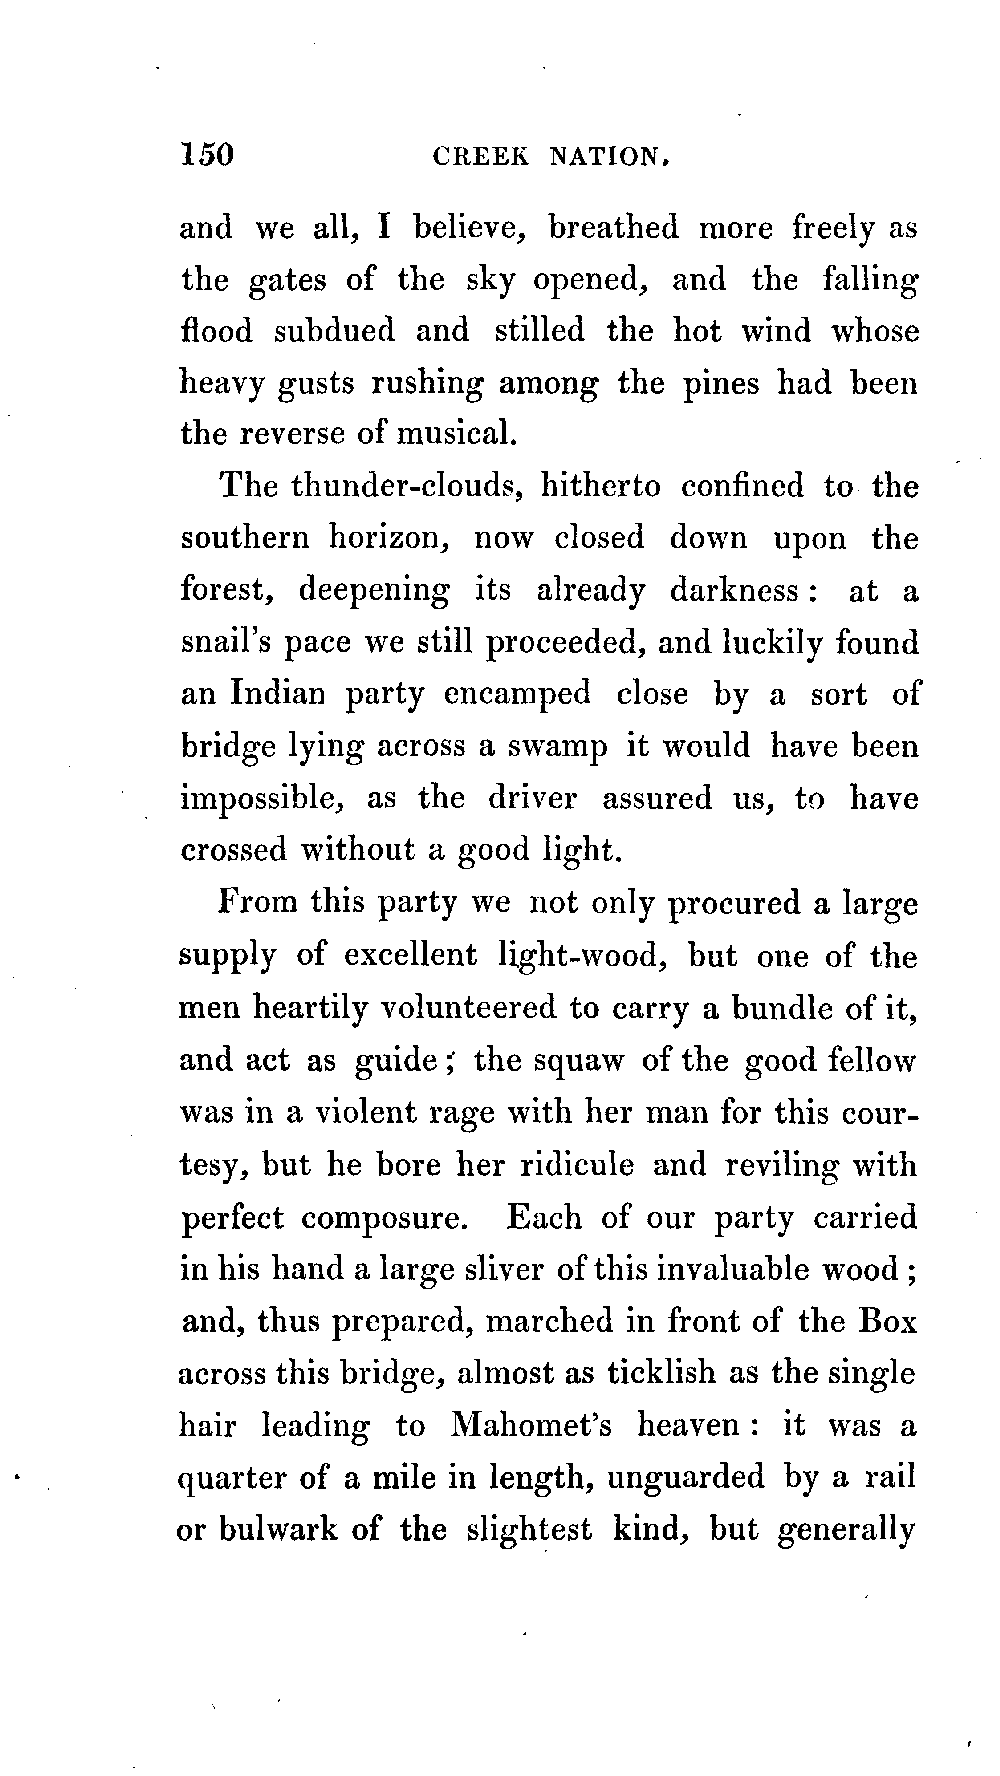 150 CREEK NATION.
and we all, I believe, breathed more freely as
the gates of the sky opened, and the falling
flood subdued and stilled the hot wind whose
heavy gusts rushing among the pines had been
the reverse of musical.
The thunder-clouds, hitherto confined to the
southern horizon, now closed down upon the
forest, deepening its already darkness : at a
snail's pace we still proceeded, and luckily found
an Indian party encamped close by a sort of
bridge lying across a swamp it would have been
impossible, as the driver assured us, to have
crossed without a good light.
From this party we not only procured a large
supply of excellent light-wood, but one of the
men heartily volunteered to carry a bundle of it,
and act as guide ; the squaw of the good fellow
was in a violent rage with her man for this cour-
tesy, but he bore her ridicule and reviling with
perfect composure. Each of our party carried
in his hand a large sliver of this invaluable wood ;
and, thus prepared, marched in front of the Box
across this bridge, almost as ticklish as the single
hair leading to Mahomet's heaven : it was a
quarter of a mile in length, unguarded by a rail
or bulwark of the slightest kind, but generally